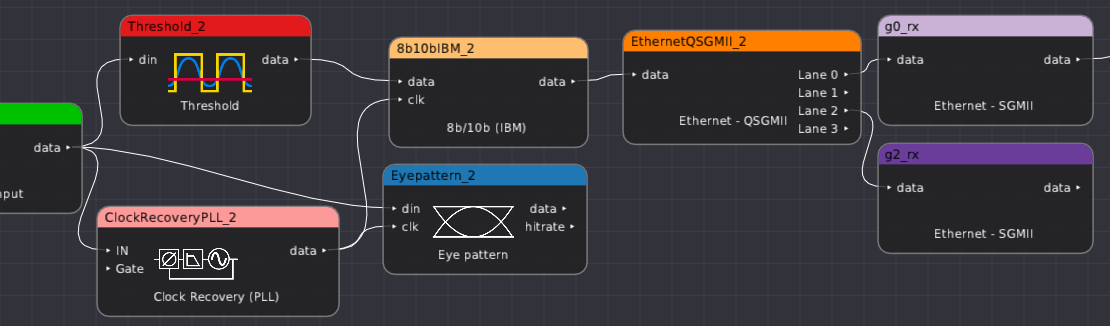 data
nput
Threshold_2
din
data
Threshold
ClockRecoveryPLL_2
IN
Gate
data
Clock Recovery (PLL)
8b10bIBM_2
data
clk
data
8b/10b (IBM)
Eyepattern_2
din
clk
data
hitrate
Eye pattern
EthernetQSGMII_2
data
Lane 0
Lane 1
Lane 2
Lane 3
Ethernet - QSGMII
g0_rx
data
data
Ethernet - SGMII
g2_rx
data
data
Ethernet - SGMII